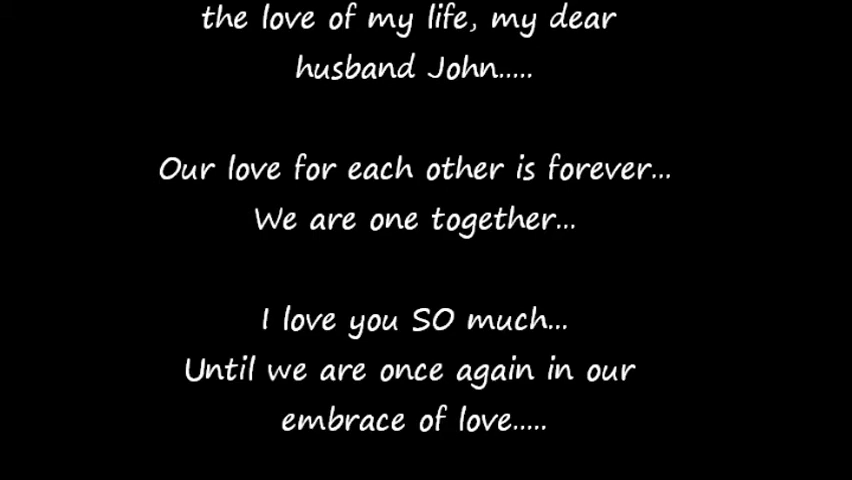 the love of my life, my dear
husband John.....
Our love for each other is forever...
We are one together...
I love you SO much...
Until we are once again in our
embrace of love.....